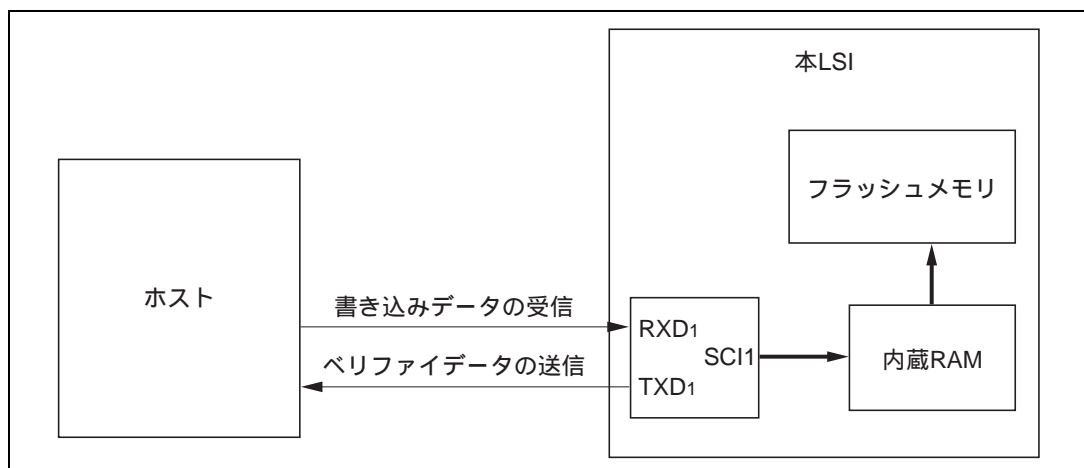 本LSI
フラッシュメモリ
ホスト
書き込みデータの受信
ベリファイデータの送信
RXD1
SCI1
TXD1
内蔵RAM